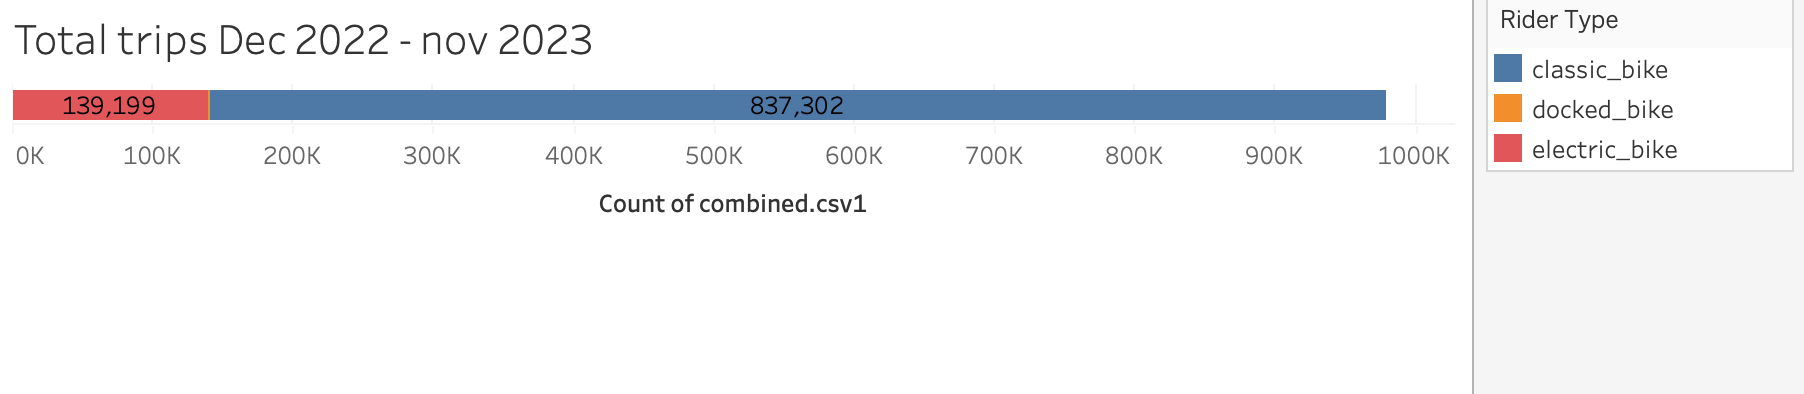 Total trips Dec 2022 - nov 2023
139,199 837,302
0K 100K 200K 300K 400K 500K 600K 700K 800K 900K 1000K
Count of combined.csv1
Rider Type
classic_bike
docked_bike
electric_bike